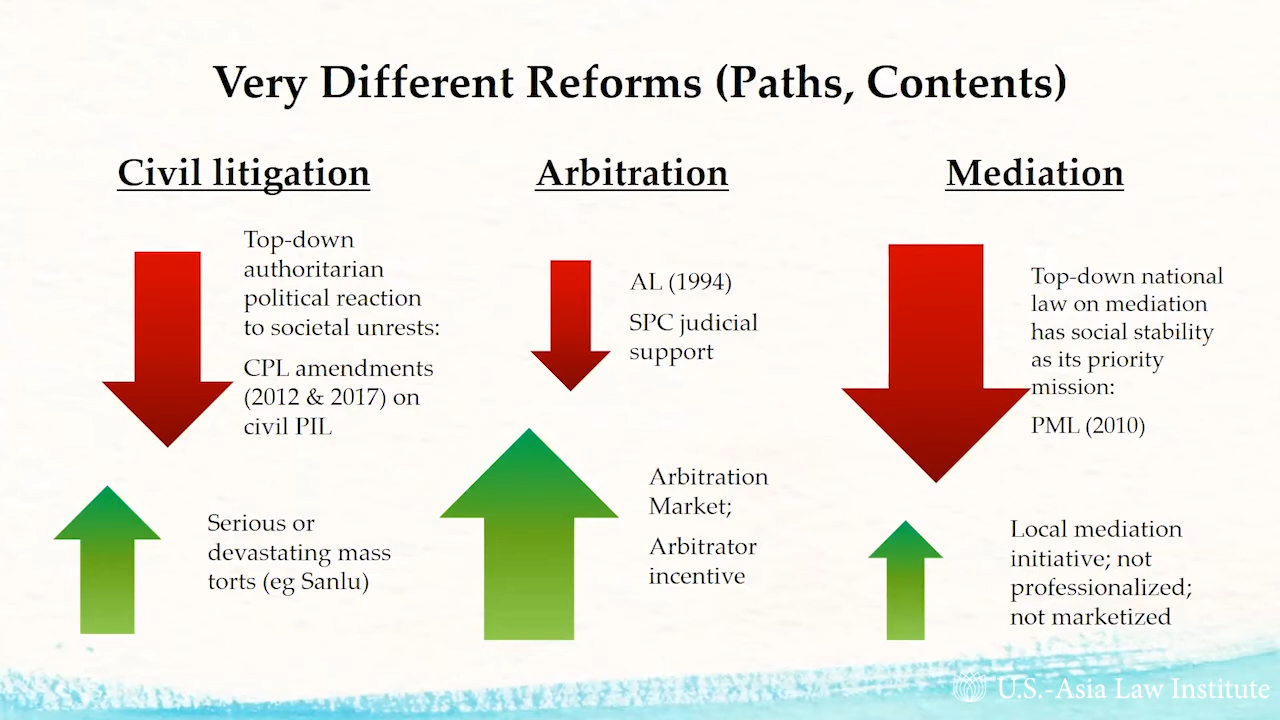 Very Different Reforms (Paths, Contents)
Civil litigation
Top-down
authoritarian
political reaction
to societal unrests:
CPL amendments
(2012 & 2017) on
civil PIL
Serious or
devastating mass
torts (eg Sanlu)
Arbitration
AL (1994)
SPC judicial
support
Arbitration
Market;
Arbitrator
incentive
Mediation
Top-down national
law on mediation
has social stability
as its priority
mission:
PML (2010)
Local mediation
initiative; not
professionalized;
not marketized
U.S.-Asia Law Institute